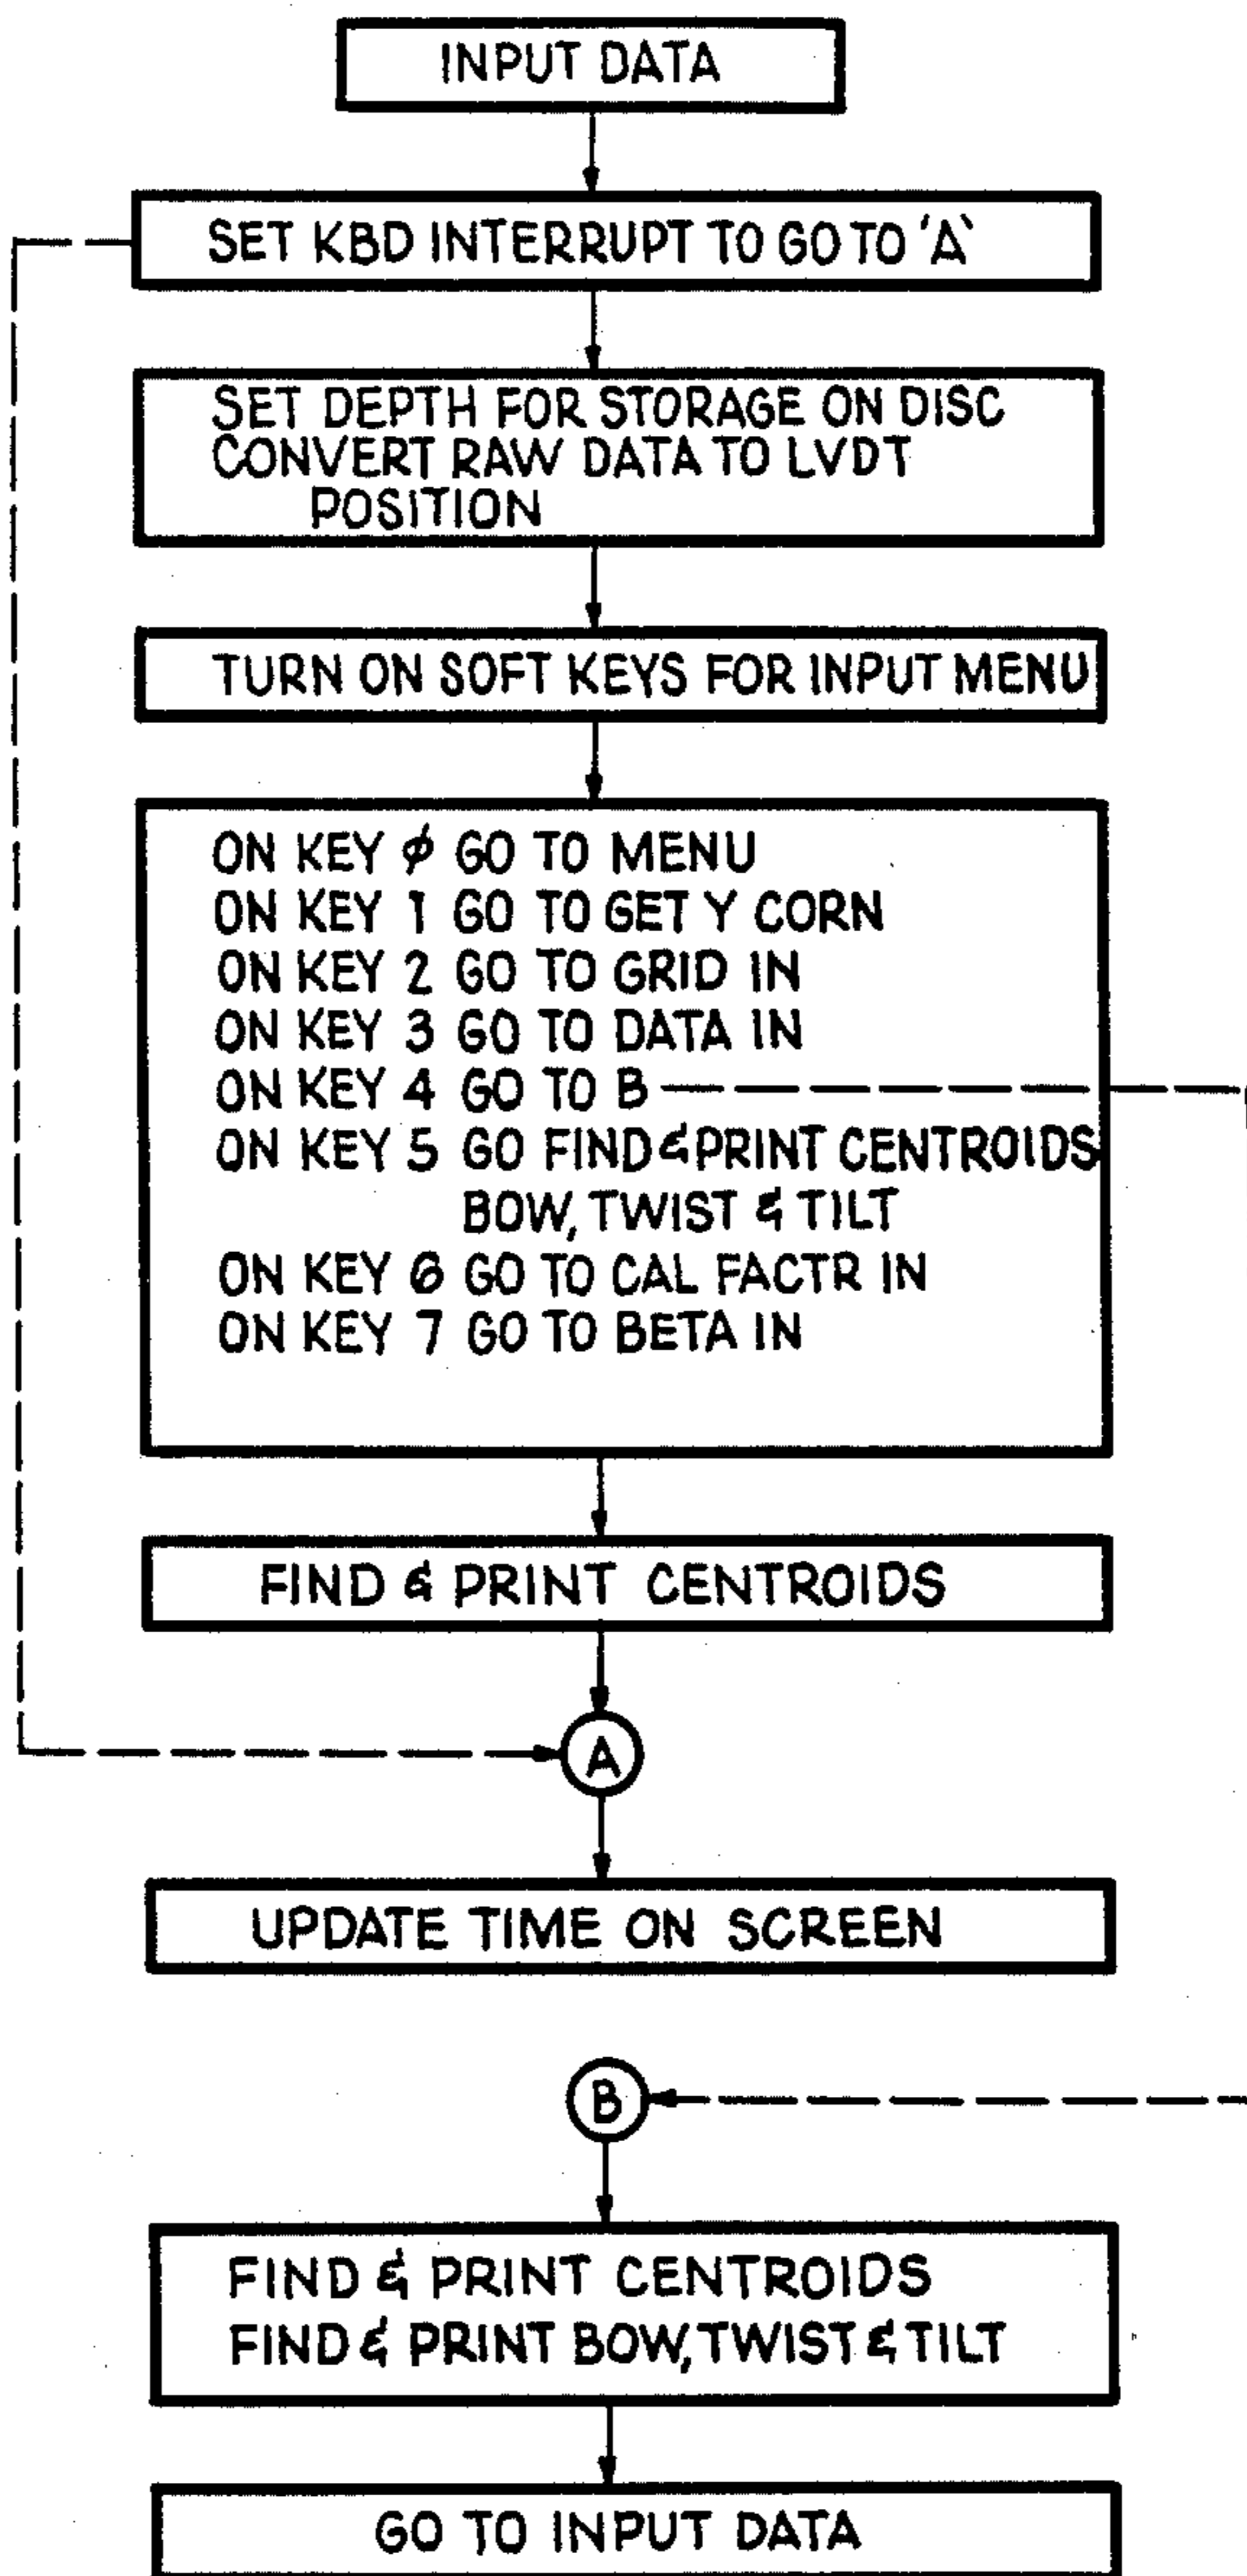 INPUT DATA
SET KBD INTERRUPT TO GO TO 'A'
SET DEPTH FOR STORAGE ON DISC
CONVERT RAW DATA TO LVDT
POSITION
TURN ON SOFT KEYS FOR INPUT MENU
ON KEY φ GO TO MENU
ON KEY 1 GO TO GET Y CORN
ON KEY 2 GO TO GRID IN
ON KEY 3 GO TO DATA IN
ON KEY 4 GO TO B
ON KEY 5 GO FIND & PRINT CENTROIDS
BOW, TWIST & TILT
ON KEY 6 GO TO CAL FACTR IN
ON KEY 7 GO TO BETA IN
FIND & PRINT CENTROIDS
A
UPDATE TIME ON SCREEN
B
FIND & PRINT CENTROIDS
FIND & PRINT BOW, TWIST & TILT
GO TO INPUT DATA